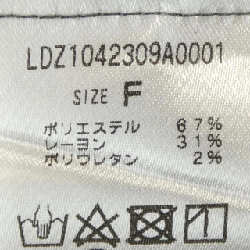 LDZ1042309A0001
SIZE F
ポリエステル 67%
レーヨン 31%
ポリウレタン 2%